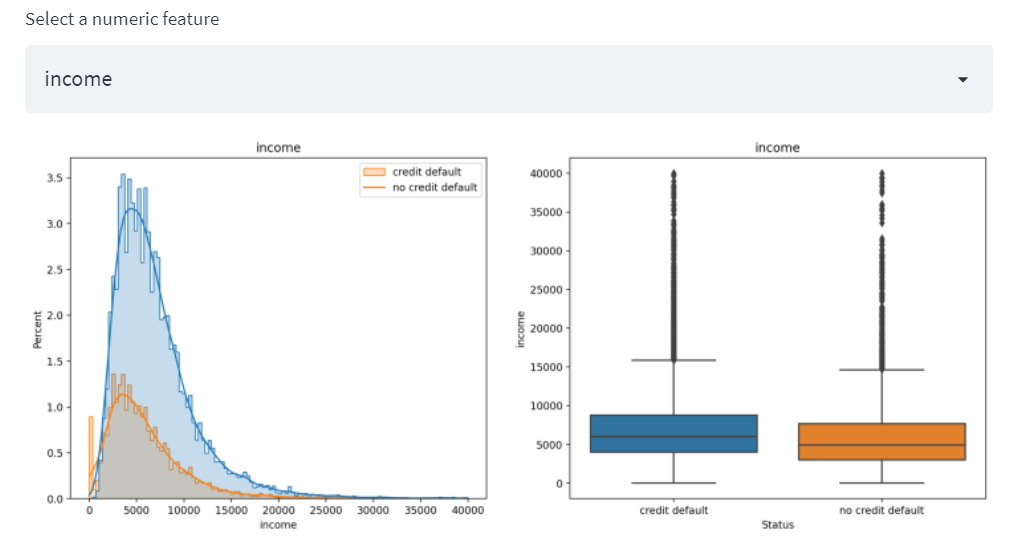 Select a numeric feature
income
income
credit default
no credit default
3.5
3.0
2.5
2.0
1.5
1.0
0.5
0.0
Percent
0 5000 10000 15000 20000 25000 30000 35000 40000
income
income
40000
35000
30000
25000
20000
15000
10000
5000
0
income
credit default no credit default
Status